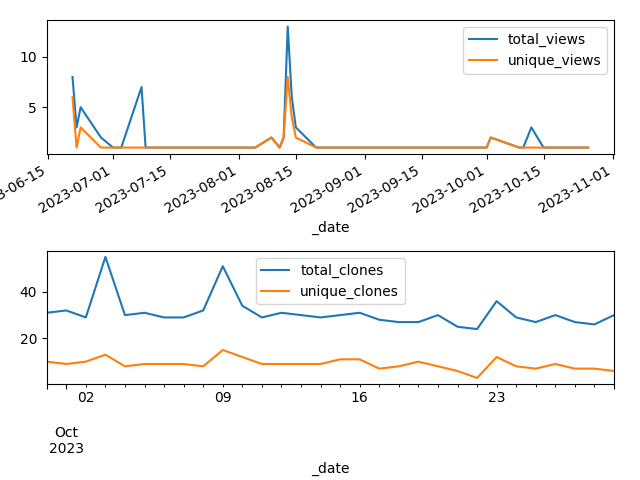 total_views
unique_views
10
5
2023-07-01
2023-07-15
2023-08-01
2023-08-15
2023-09-01
2023-09-15
2023-10-01
2023-10-15
2023-11-01
3-06-15
_date
total_clones
unique_clones
40
20
02
09
16
23
Oct
2023
_date